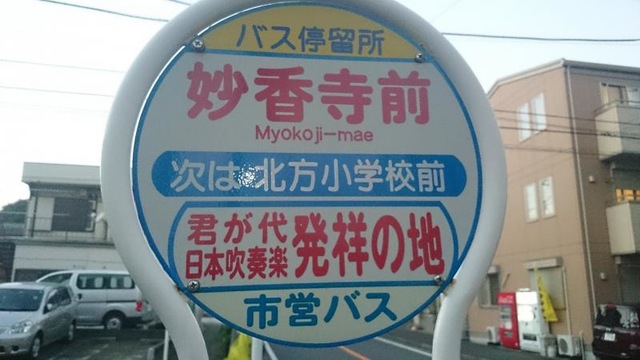 バス停留所
妙香寺前
Myokoji-mae
次は 北方小学校前
君が代
日本吹奏楽 発祥の地
市営バス